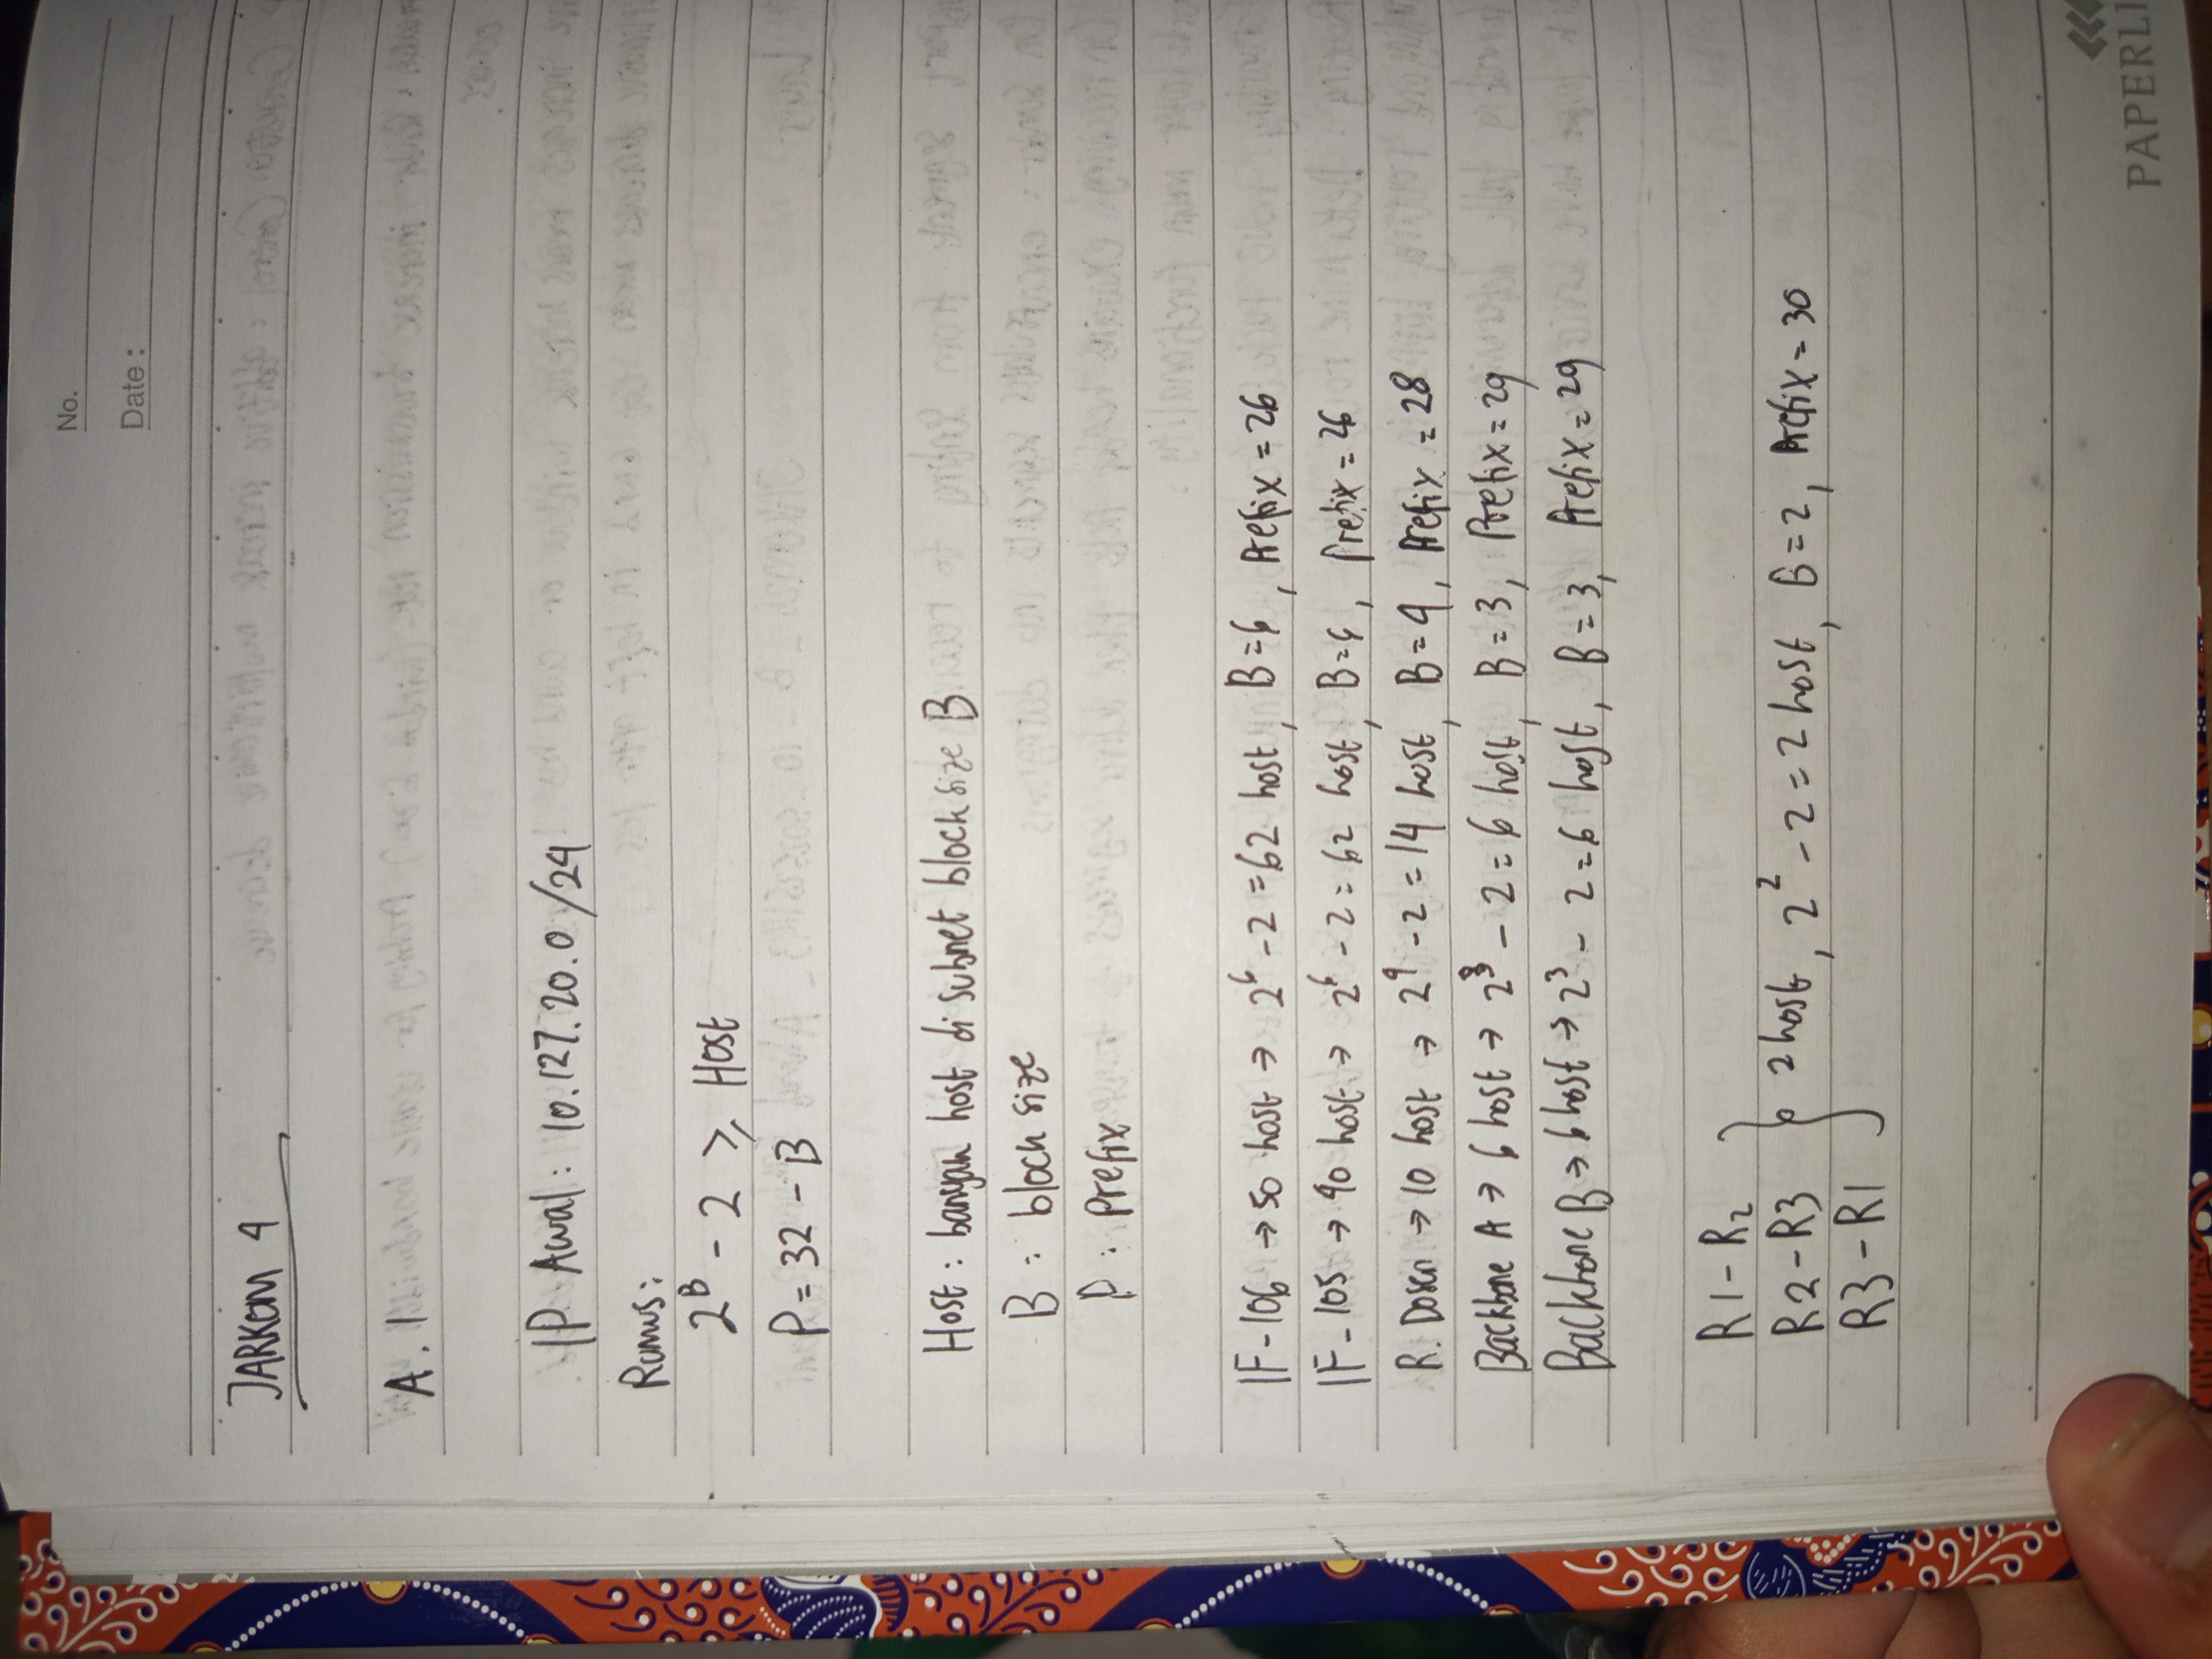 No.
Date :
JARKOM 4
A. 1
IP Awal : 10.127.20.0/24
Rumus :
2^B - 2 ≥ Host
P = 32 - B
Host : banyak host di subnet block size B
B : block size
P : Prefix
IF-106 → 50 host → 2^6 - 2 = 62 host, B = 6, Prefix = 26
IF-105 → 40 host → 2^6 - 2 = 62 host, B = 6, Prefix = 26
R. Dosen → 10 host → 2^4 - 2 = 14 host, B = 4, Prefix = 28
Backbone A → 6 host → 2^3 - 2 = 6 host, B = 3, Prefix = 29
Backbone B → 6 host → 2^3 - 2 = 6 host, B = 3, Prefix = 29
R1 - R2
R2 - R3 } 2 host, 2^2 - 2 = 2 host, B = 2, Prefix = 30
R3 - R1
PAPERLI